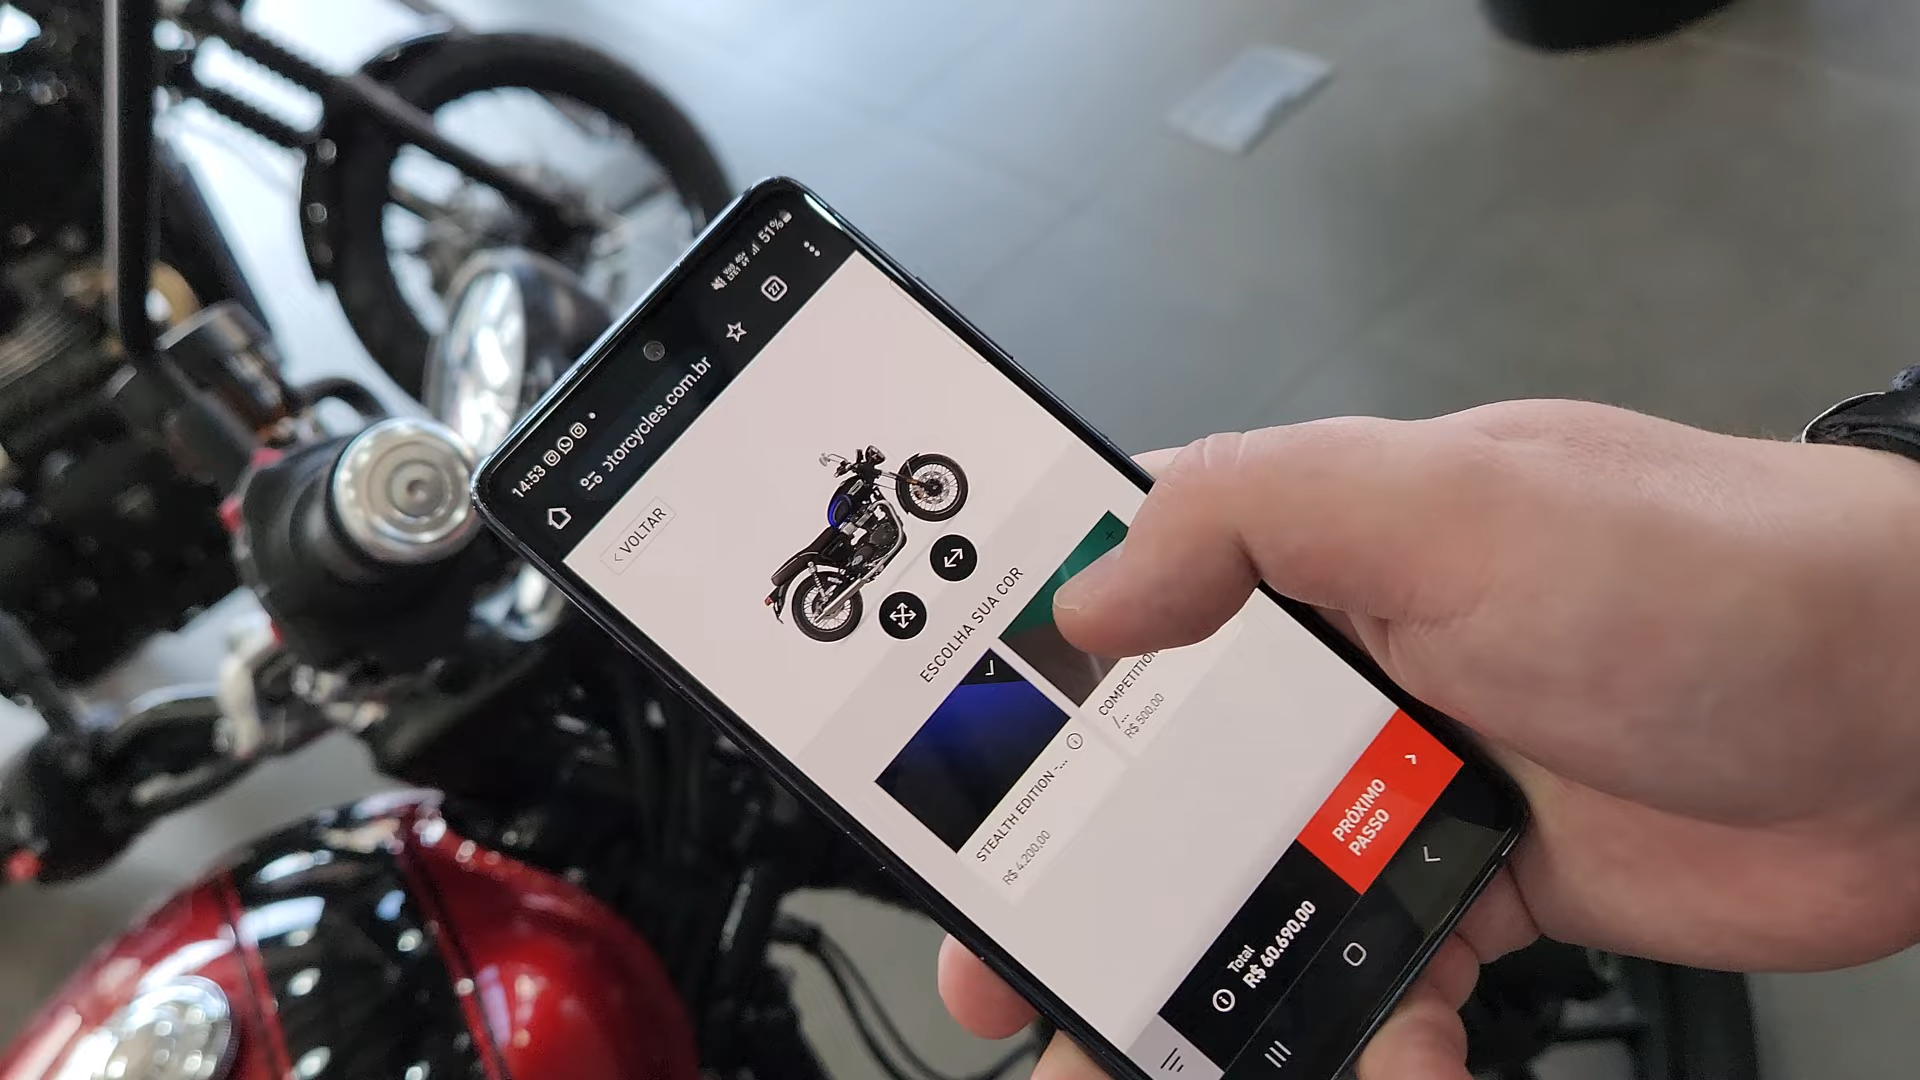 14:53
51%
27
otorcycles.com.br
VOLTAR
ESCOLHA SUA COR
STEALTH EDITION -...
R$ 4.200,00
COMPETITION
/...
R$ 500,00
Total
R$ 60.690,00
PRÓXIMO
PASSO